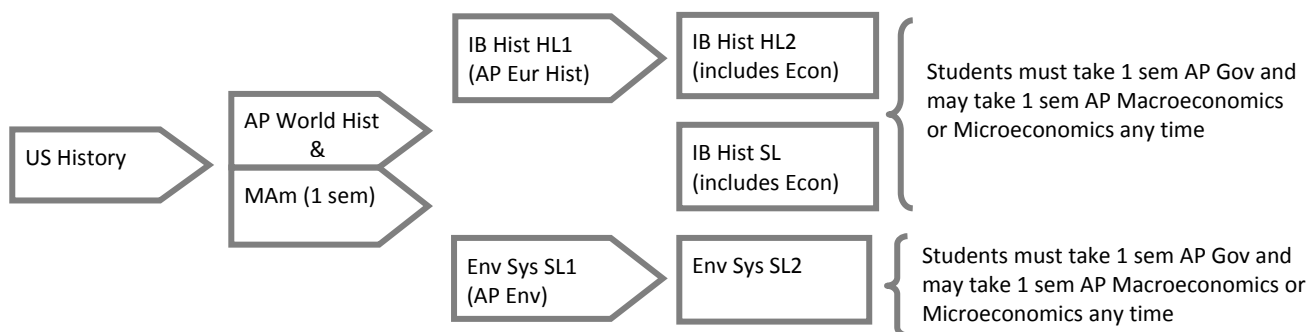 US History
AP World Hist
&
MAm (1 sem)
IB Hist HL1
(AP Eur Hist)
IB Hist HL2
(includes Econ)
IB Hist SL
(includes Econ)
Students must take 1 sem AP Gov and
may take 1 sem AP Macroeconomics
or Microeconomics any time
Env Sys SL1
(AP Env)
Env Sys SL2
Students must take 1 sem AP Gov and
may take 1 sem AP Macroeconomics or
Microeconomics any time